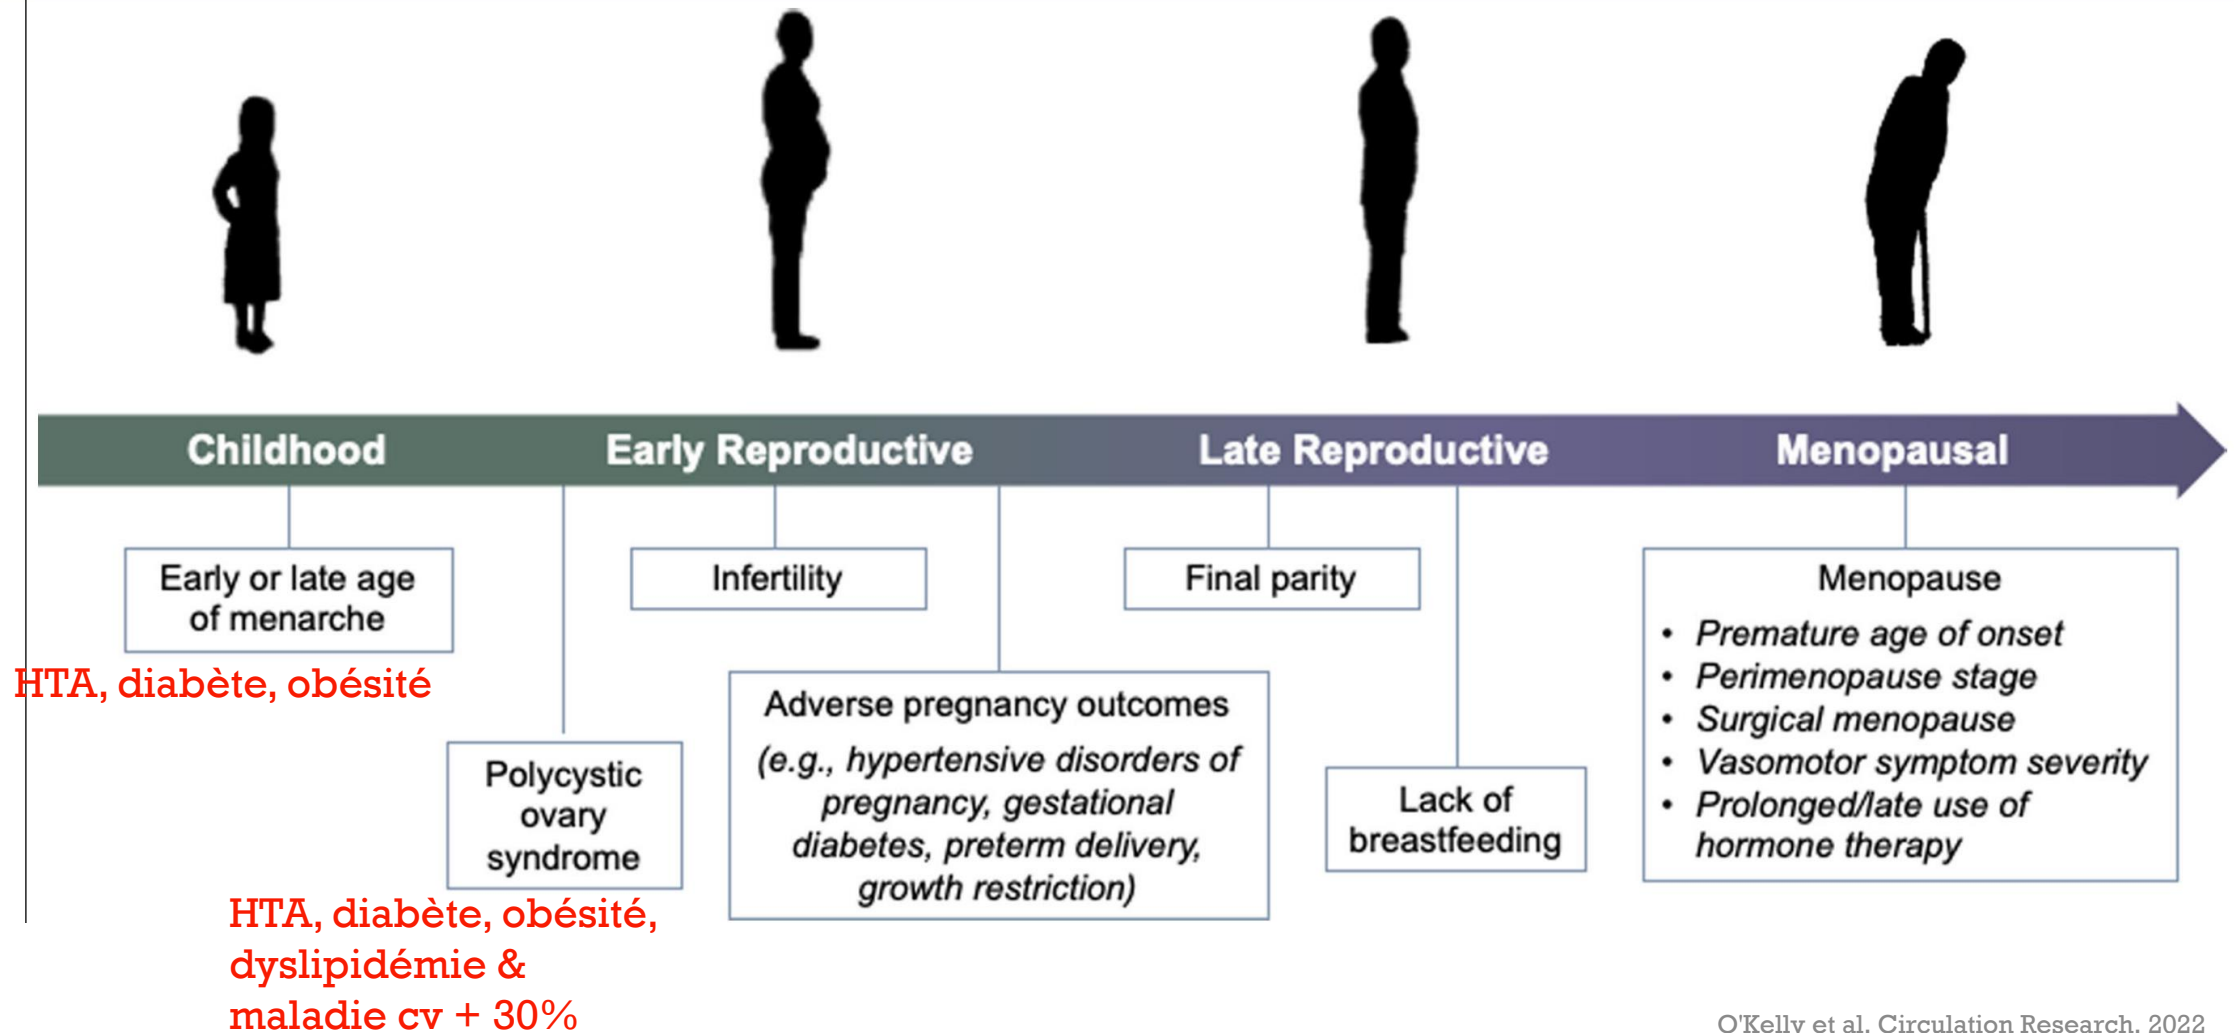 Childhood
Early Reproductive
Late Reproductive
Menopausal
Early or late age
of menarche
HTA, diabète, obésité
Polycystic
ovary
syndrome
HTA, diabète, obésité,
dyslipidémie &
maladie cv + 30%
Infertility
Adverse pregnancy outcomes
(e.g., hypertensive disorders of
pregnancy, gestational
diabetes, preterm delivery,
growth restriction)
Final parity
Lack of
breastfeeding
Menopause
• Premature age of onset
• Perimenopause stage
• Surgical menopause
• Vasomotor symptom severity
• Prolonged/late use of
hormone therapy
O'Kelly et al. Circulation Research. 2022